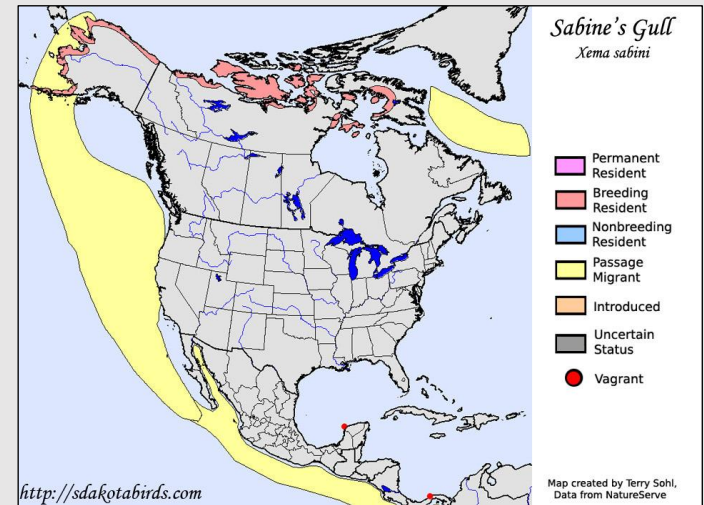 Sabine's Gull
Xema sabini
Permanent
Resident
Breeding
Resident
Nonbreeding
Resident
Passage
Migrant
Introduced
Uncertain
Status
Vagrant
Map created by Terry Sohl,
Data from NatureServe
http://sdakotabirds.com